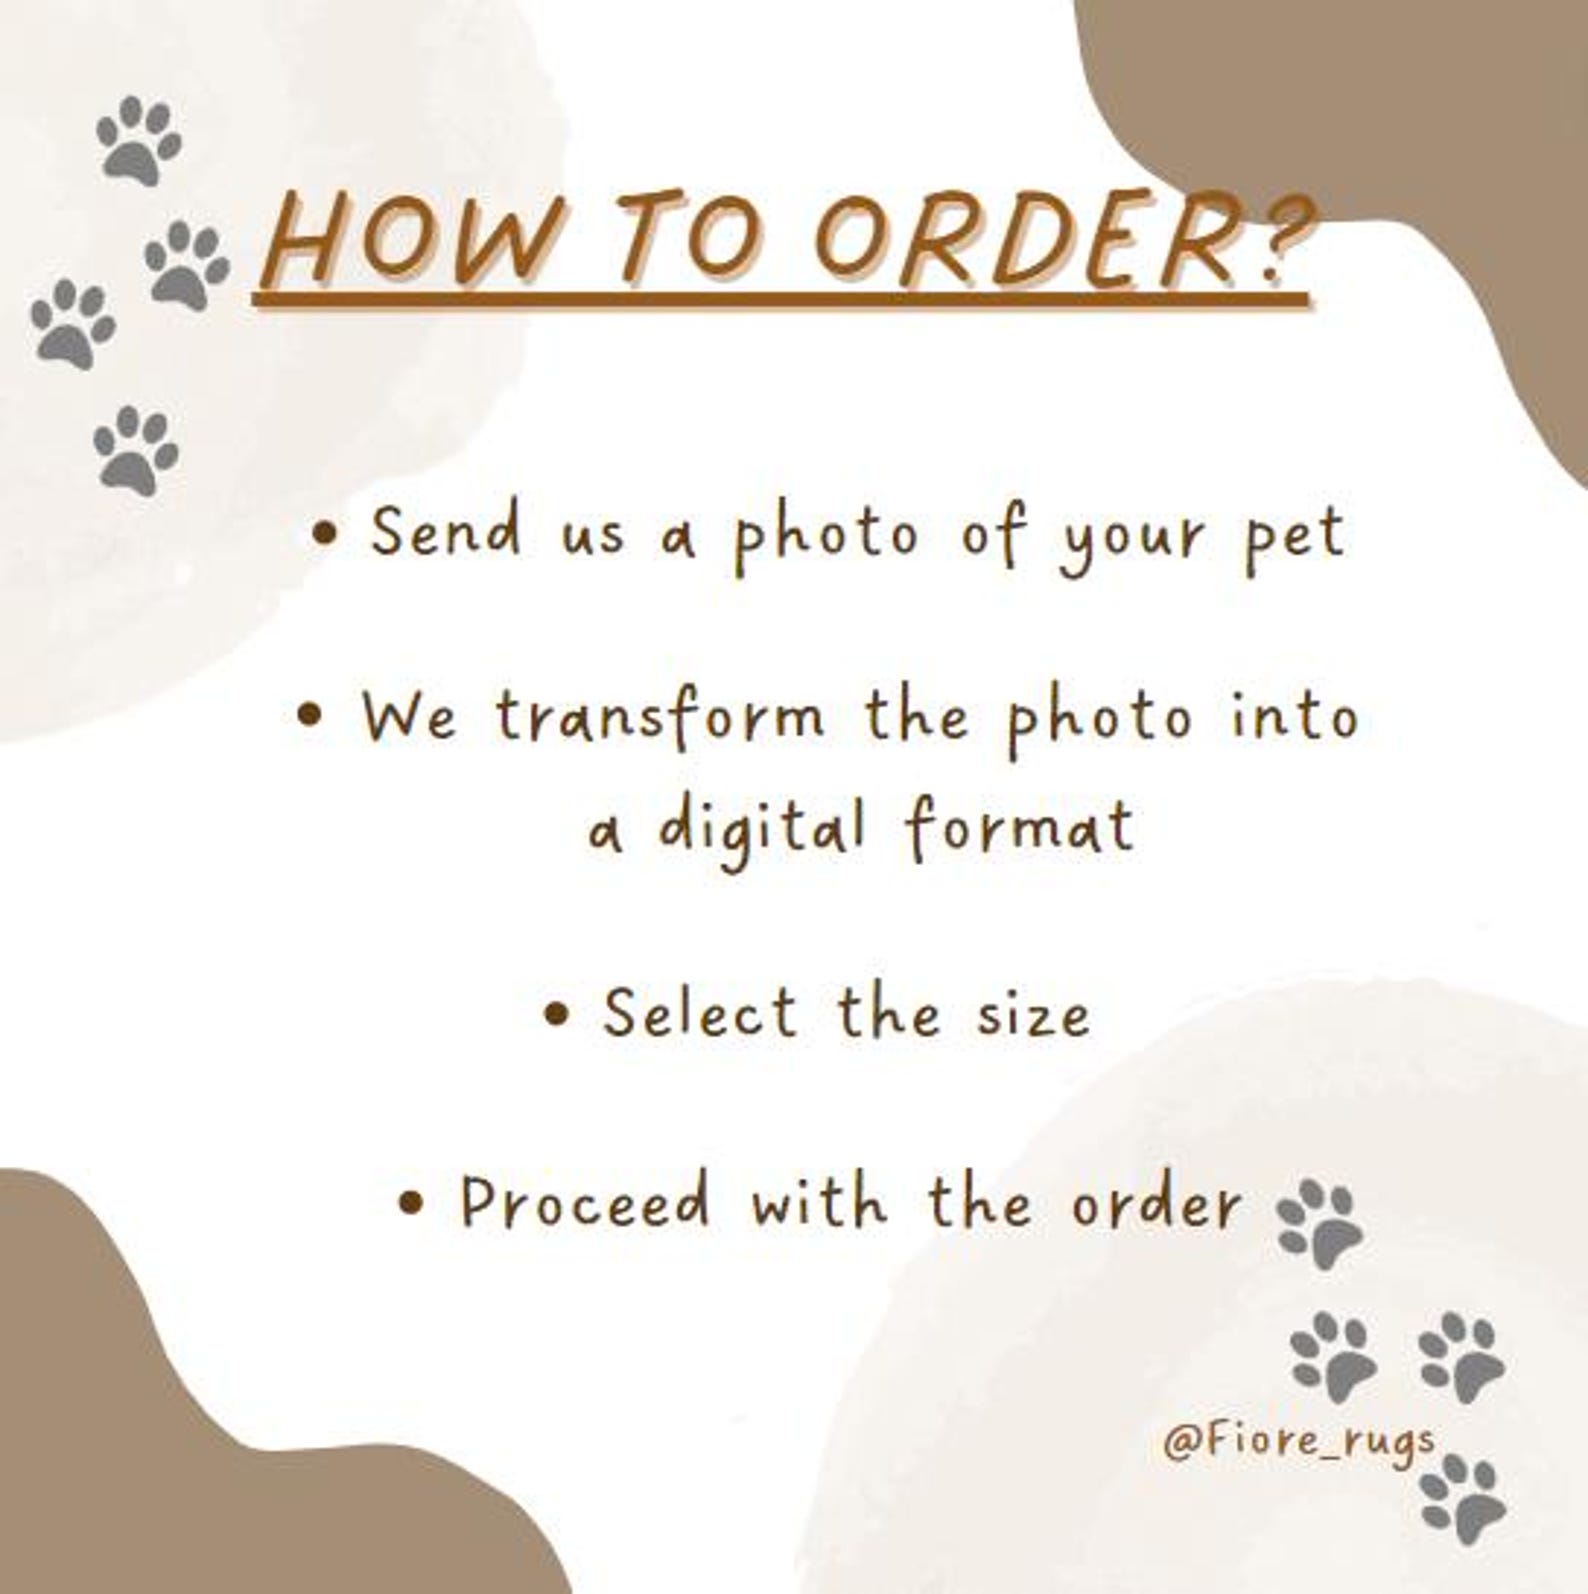 HOW TO ORDER?
• Send us a photo of your pet
• We transform the photo into
a digital format
• Select the size
• Proceed with the order
@Fiore_rugs